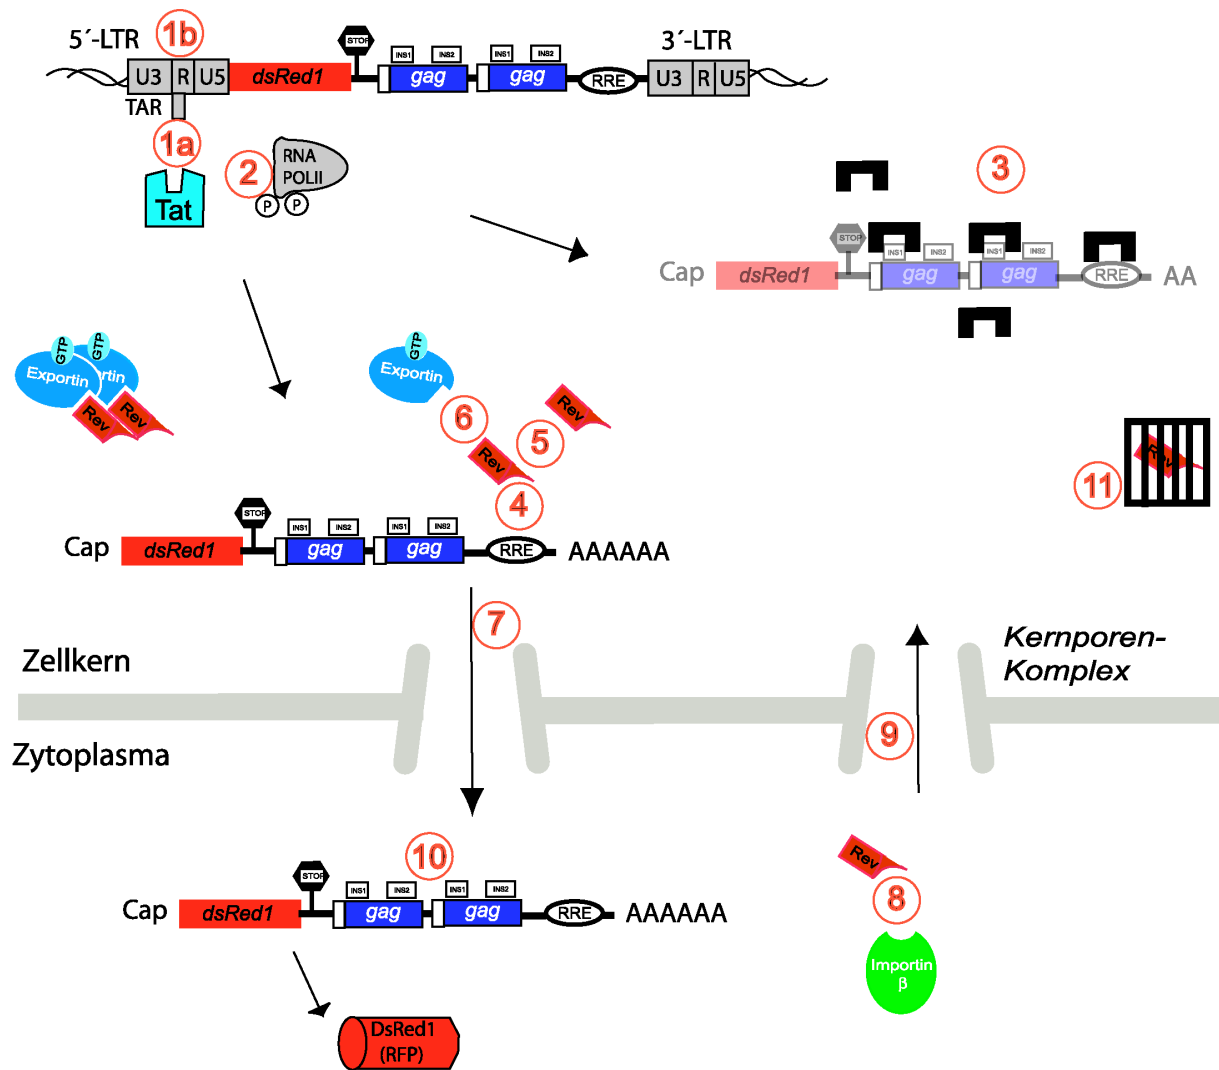 5´-LTR
1b
STOP
INS1
INS2
INS1
INS2
3´-LTR
U3 R U5
dsRed1
gag
gag
RRE
U3 R U5
TAR
1a
Tat
2
RNA
POLII
P
P
3
STOP
INS1
INS2
INS1
INS2
Cap
dsRed1
gag
gag
RRE
AA
GTP
GTP
Exportin
rtin
Rev
Rev
GTP
Exportin
6
5
Rev
Rev
4
11
Rev
STOP
INS1
INS2
INS1
INS2
Cap
dsRed1
gag
gag
RRE
AAAAAA
7
Zellkern
Kernporen-
Komplex
Zytoplasma
9
10
STOP
INS1
INS2
INS1
INS2
Cap
dsRed1
gag
gag
RRE
AAAAAA
Rev
8
Importin
β
DsRed1
(RFP)